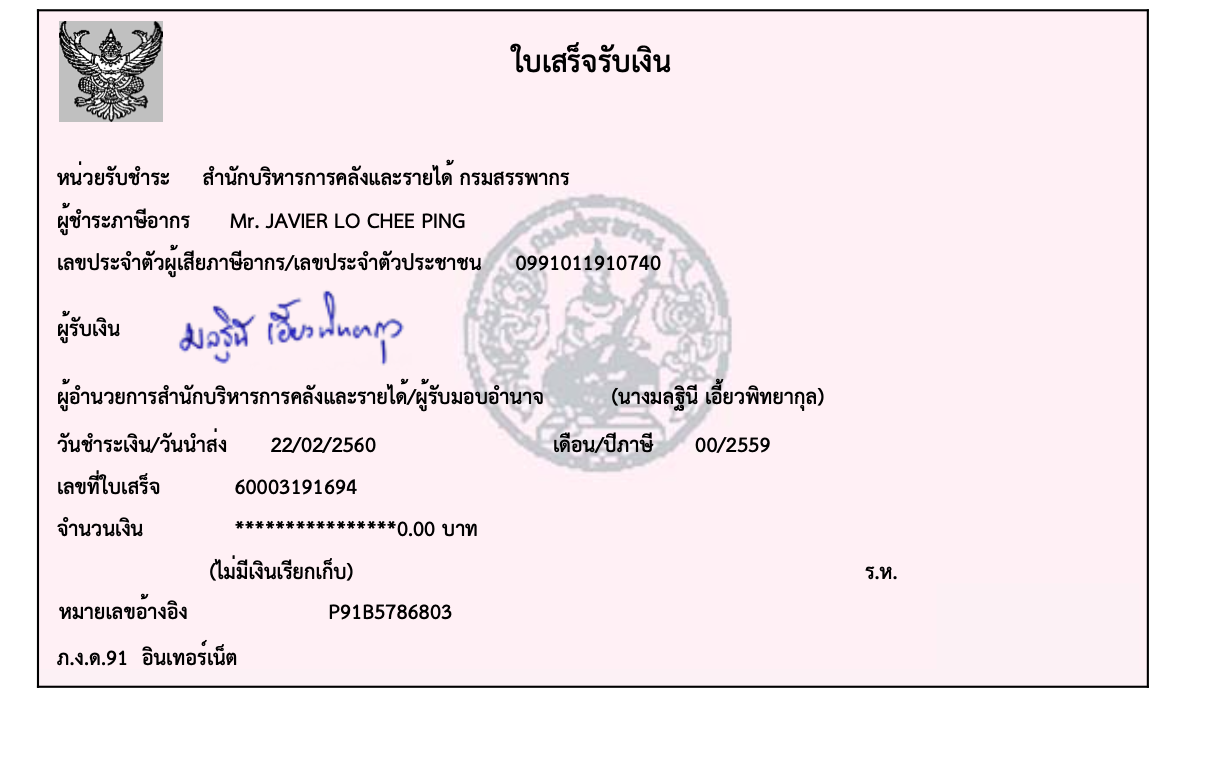 ใบเสร็จรับเงิน
หน่วยรับชำระ สำนักบริหารการคลังและรายได้ กรมสรรพากร
ผู้ชำระภาษีอากร Mr. JAVIER LO CHEE PING
เลขประจำตัวผู้เสียภาษีอากร/เลขประจำตัวประชาชน 0991011910740
ผู้รับเงิน มลฐินี เอี้ยวพิทยากุล
ผู้อำนวยการสำนักบริหารการคลังและรายได้/ผู้รับมอบอำนาจ (นางมลฐินี เอี้ยวพิทยากุล)
วันชำระเงิน/วันนำส่ง 22/02/2560 เดือน/ปีภาษี 00/2559
เลขที่ใบเสร็จ 60003191694
จำนวนเงิน ****************0.00 บาท
(ไม่มีเงินเรียกเก็บ) ร.ห.
หมายเลขอ้างอิง P91B5786803
ภ.ง.ด.91 อินเทอร์เน็ต